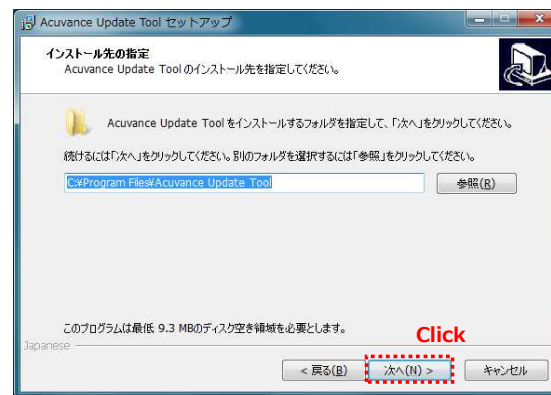 Acuvance Update Tool セットアップ
インストール先の指定
Acuvance Update Toolのインストール先を指定してください。
Acuvance Update Toolをインストールするフォルダを指定して、「次へ」をクリックしてください。
続けるには「次へ」をクリックしてください。別のフォルダを選択するには「参照」をクリックしてください。
C:¥Program Files¥Acuvance Update Tool
参照(R)
このプログラムは最低 9.3 MBのディスク空き領域を必要とします。
Click
Japanese
< 戻る(B)
次へ(N) >
キャンセル